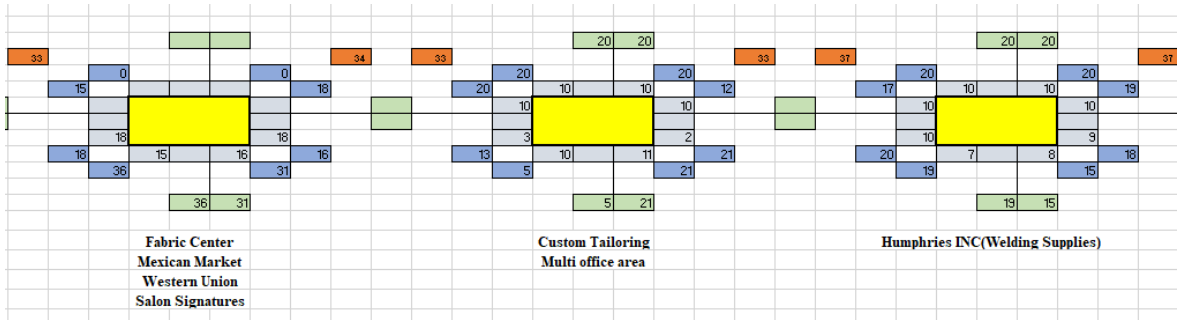 20 20 20 20
33 34 33 33 37 37
0 0 20 20 20 20
15 18 20 10 10 12 17 10 10 19
10 10 10 10
18 18 3 2 10 9
18 15 16 16 13 10 11 21 20 7 8 18
36 31 5 21 19 15
36 31 5 21 19 15
Fabric Center Custom Tailoring Humphries INC(Welding Supplies)
Mexican Market Multi office area
Western Union
Salon Signatures